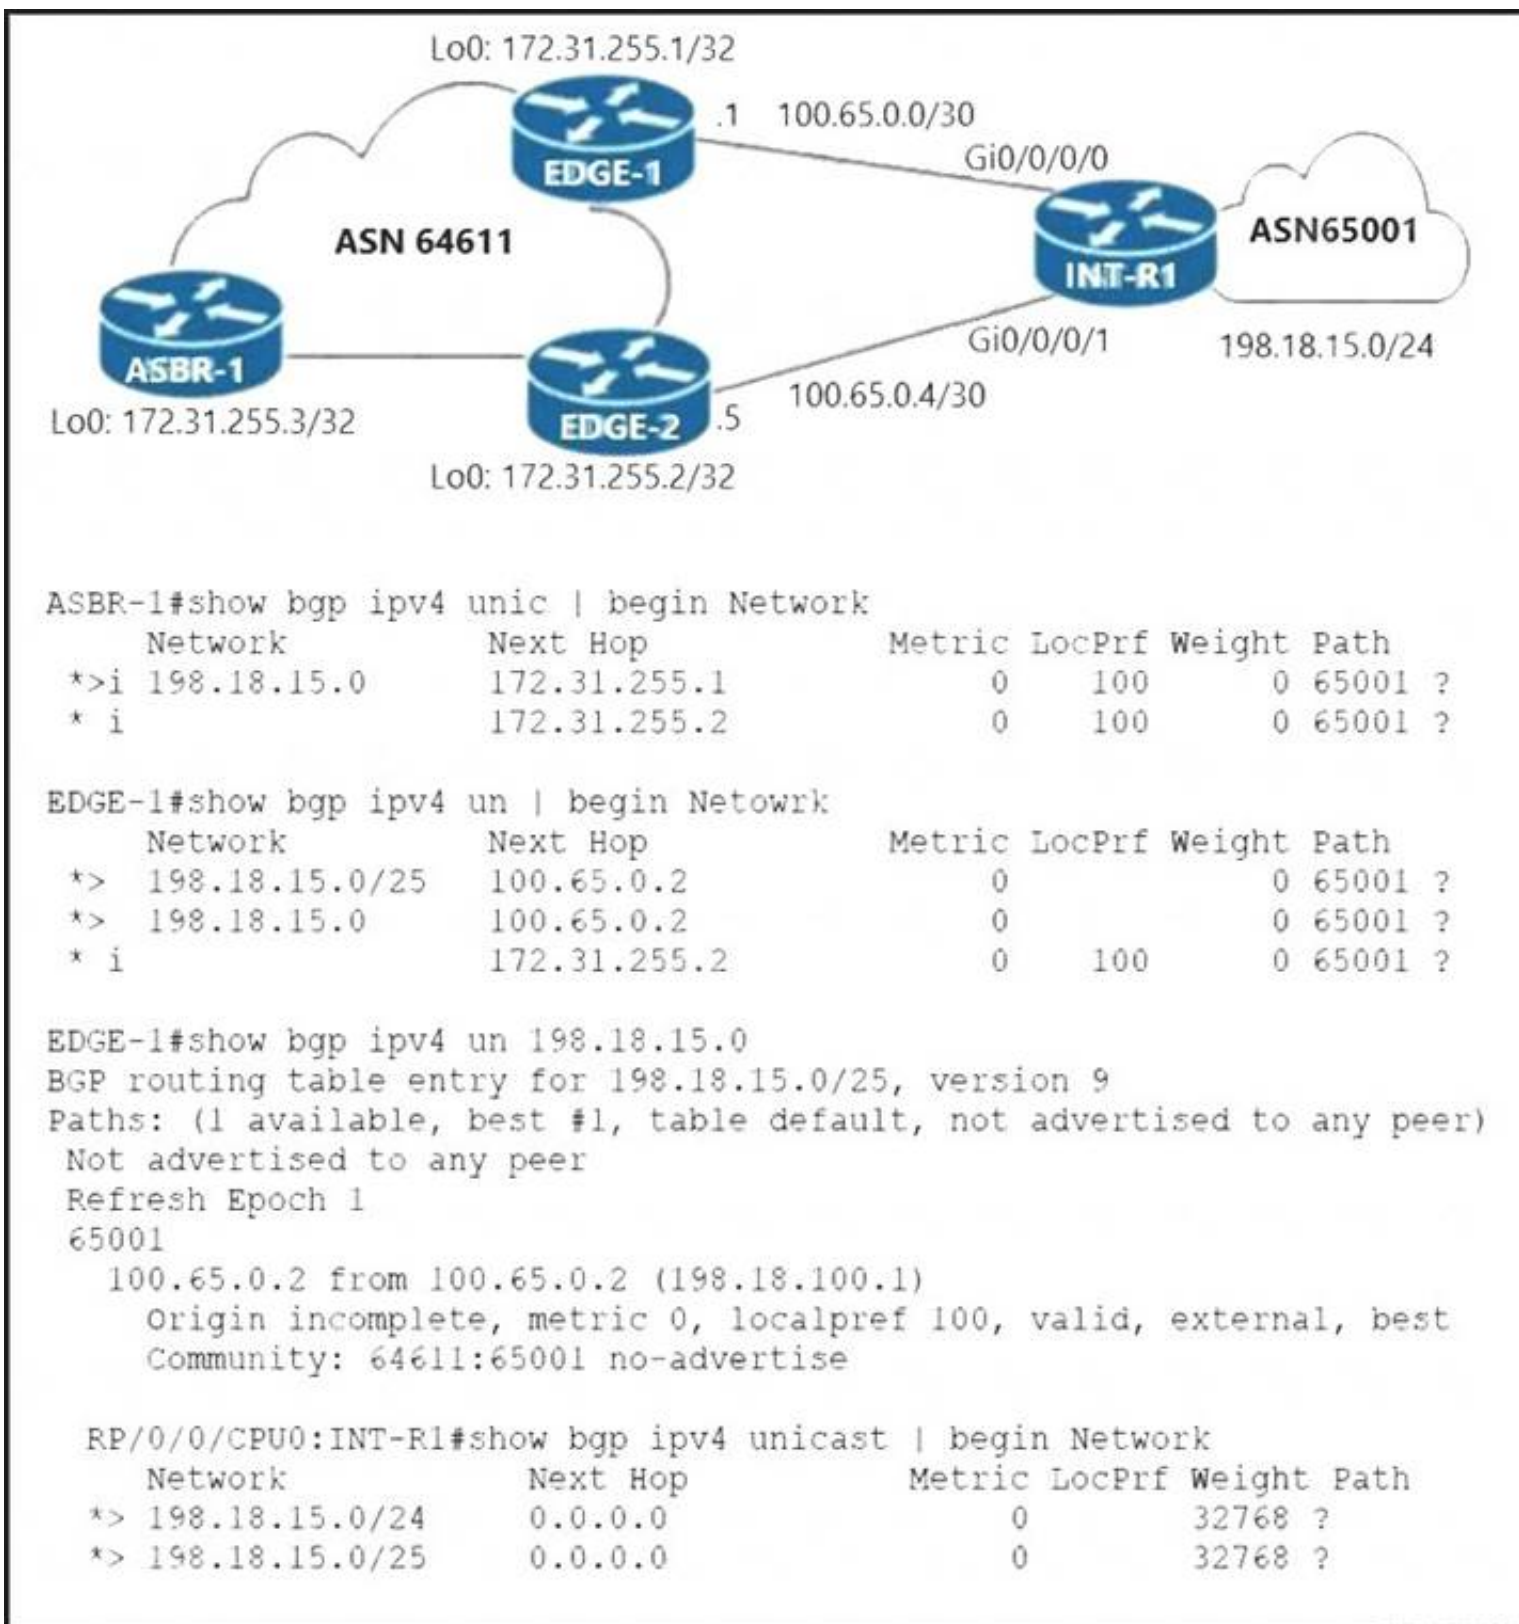 Lo0: 172.31.255.1/32
.1 100.65.0.0/30
Gi0/0/0/0
EDGE-1
ASN 64611
ASN65001
INT-R1
ASBR-1
Gi0/0/0/1
198.18.15.0/24
100.65.0.4/30
Lo0: 172.31.255.3/32
EDGE-2
.5
Lo0: 172.31.255.2/32
ASBR-1#show bgp ipv4 unic | begin Network
Network Next Hop Metric LocPrf Weight Path
*>i 198.18.15.0 172.31.255.1 0 100 0 65001 ?
* i 172.31.255.2 0 100 0 65001 ?
EDGE-1#show bgp ipv4 un | begin Netowrk
Network Next Hop Metric LocPrf Weight Path
*> 198.18.15.0/25 100.65.0.2 0 0 65001 ?
*> 198.18.15.0 100.65.0.2 0 0 65001 ?
* i 172.31.255.2 0 100 0 65001 ?
EDGE-1#show bgp ipv4 un 198.18.15.0
BGP routing table entry for 198.18.15.0/25, version 9
Paths: (1 available, best #1, table default, not advertised to any peer)
Not advertised to any peer
Refresh Epoch 1
65001
100.65.0.2 from 100.65.0.2 (198.18.100.1)
Origin incomplete, metric 0, localpref 100, valid, external, best
Community: 64611:65001 no-advertise
RP/0/0/CPU0:INT-R1#show bgp ipv4 unicast | begin Network
Network Next Hop Metric LocPrf Weight Path
*> 198.18.15.0/24 0.0.0.0 0 32768 ?
*> 198.18.15.0/25 0.0.0.0 0 32768 ?